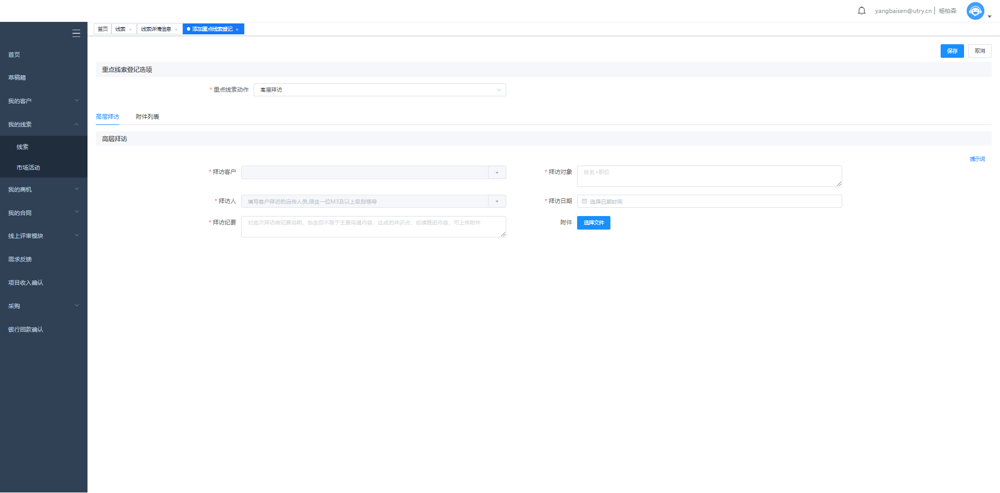 yangbaisen@utry.cn | 杨柏森
首页 线索 × 线索详情信息 × 添加重点线索登记 ×
保存 取消
首页
草稿箱
我的客户
我的线索
线索
市场活动
我的商机
我的合同
线上评审模块
需求反馈
项目收入确认
采购
银行回款确认
重点线索登记选项
* 重点线索动作 高层拜访
高层拜访 附件列表
高层拜访
提示词
* 拜访客户 + * 拜访对象 姓名+职位
* 拜访人 填写客户拜访的远传人员,须含一位M3及以上级别领导 + * 拜访日期 选择日期时间
* 拜访纪要 对此次拜访做纪要说明，包含但不限于主要沟通内容，达成的共识点，后续推进内容，可上传附件 附件 选择文件